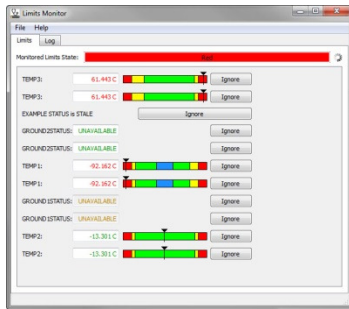 Limits Monitor
File Help
Limits Log
Monitored Limits State: Red
TEMP3: 61.443 C Ignore
TEMP3: 61.443 C Ignore
EXAMPLE STATUS is STALE Ignore
GROUND2STATUS: UNAVAILABLE Ignore
GROUND2STATUS: UNAVAILABLE Ignore
TEMP1: -92.162 C Ignore
TEMP1: -92.162 C Ignore
GROUND1STATUS: UNAVAILABLE Ignore
GROUND1STATUS: UNAVAILABLE Ignore
TEMP2: -13.301 C Ignore
TEMP2: -13.301 C Ignore